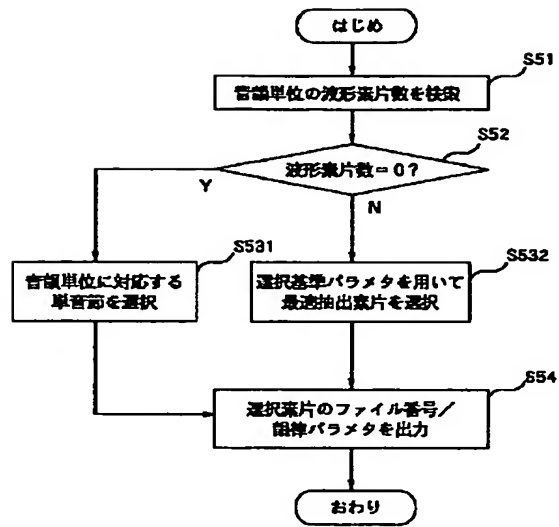 はじめ
S51
音韻単位の波形素片数を検索
S52
波形素片数=0?
Y
N
S531
音韻単位に対応する
単音節を選択
S532
選択基準パラメタを用いて
最適抽出素片を選択
S54
選択素片のファイル番号/
韻律パラメタを出力
おわり